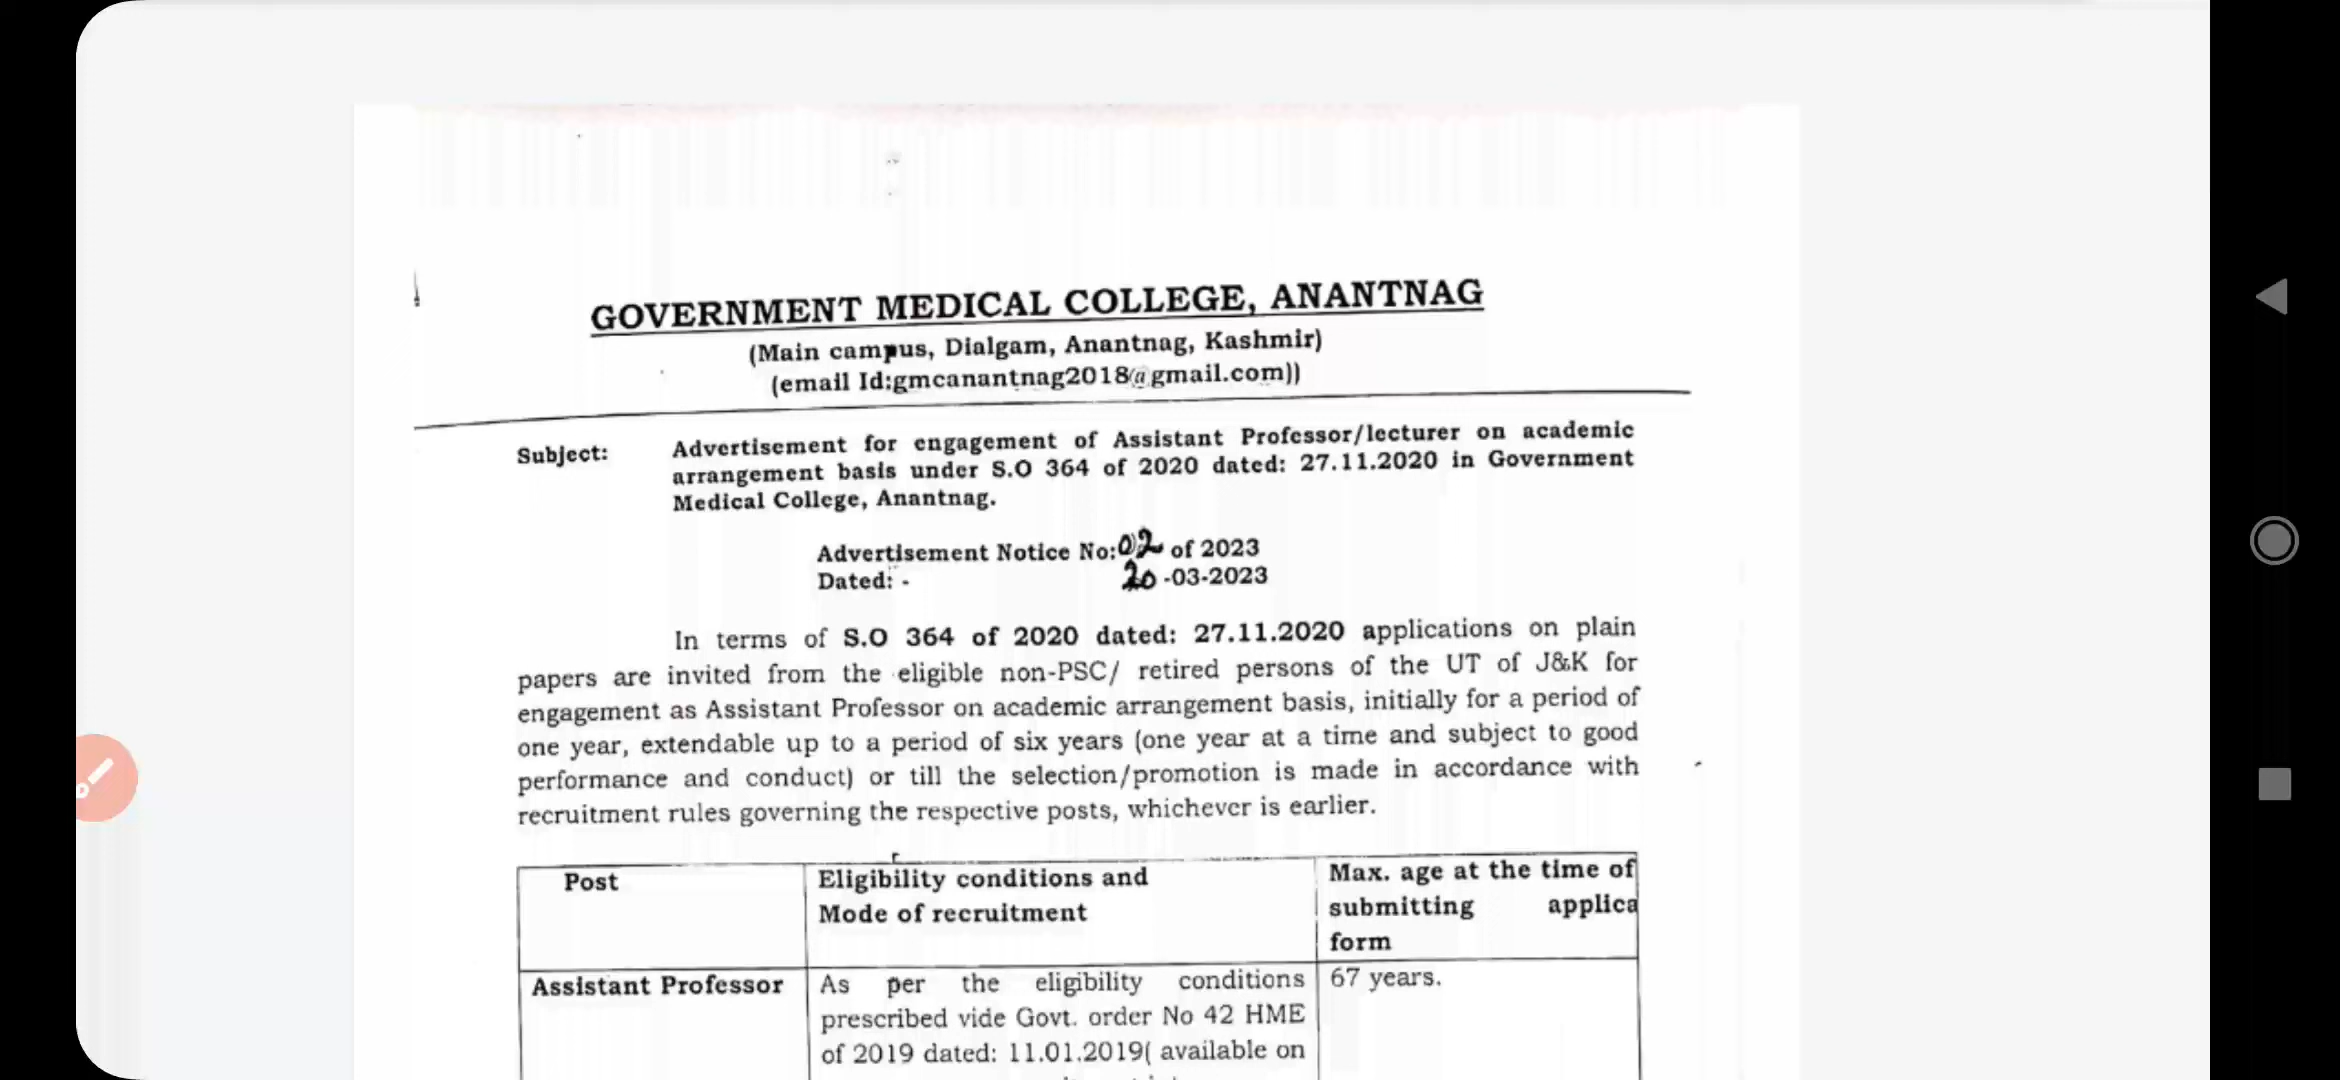 GOVERNMENT MEDICAL COLLEGE, ANANTNAG
(Main campus, Dialgam, Anantnag, Kashmir)
(email Id:gmcanantnag2018@gmail.com))
Subject: Advertisement for engagement of Assistant Professor/lecturer on academic
arrangement basis under S.O 364 of 2020 dated: 27.11.2020 in Government
Medical College, Anantnag.
Advertisement Notice No:02 of 2023
Dated: - 20 -03-2023
In terms of S.O 364 of 2020 dated: 27.11.2020 applications on plain
papers are invited from the eligible non-PSC/ retired persons of the UT of J&K for
engagement as Assistant Professor on academic arrangement basis, initially for a period of
one year, extendable up to a period of six years (one year at a time and subject to good
performance and conduct) or till the selection/promotion is made in accordance with
recruitment rules governing the respective posts, whichever is earlier.
Post
Eligibility conditions and
Mode of recruitment
Max. age at the time of
submitting applica
form
Assistant Professor
As per the eligibility conditions
prescribed vide Govt. order No 42 HME
of 2019 dated: 11.01.2019( available on
67 years.